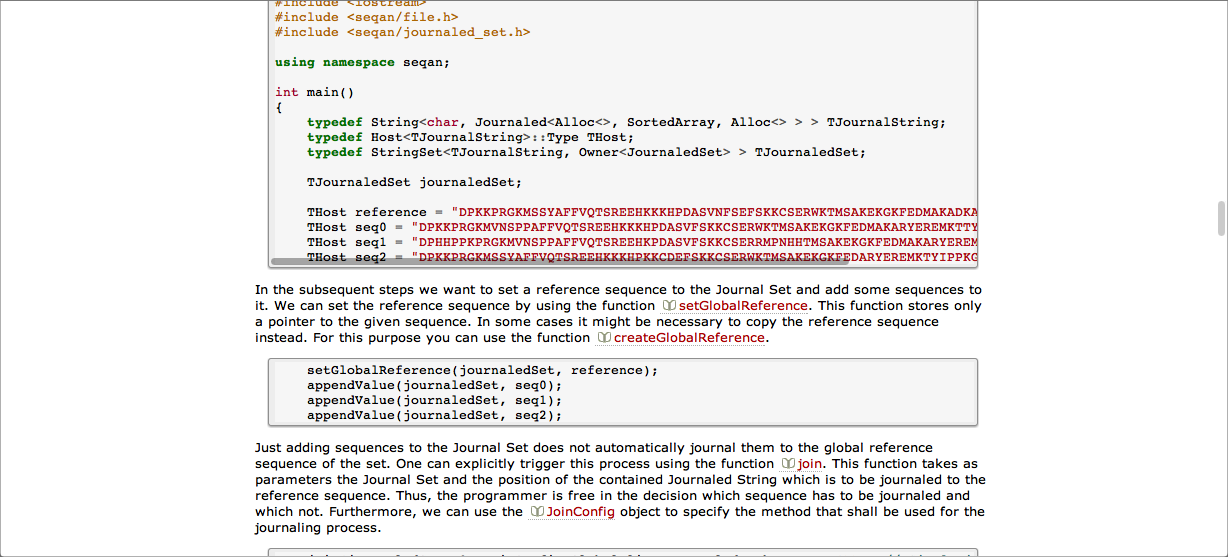 #include <iostream>
#include <seqan/file.h>
#include <seqan/journaled_set.h>
using namespace seqan;
int main()
{
typedef String<char, Journaled<Alloc<>, SortedArray, Alloc<> > > TJournalString;
typedef Host<TJournalString>::Type THost;
typedef StringSet<TJournalString, Owner<JournaledSet> > TJournaledSet;
TJournaledSet journaledSet;
THost reference = "DPKKPRGKMSSYAFFVQTSREEHKKKHPDASVNFSEFSKKCSERWKTMSAKEKGKFEDMAKADKA
THost seq0 = "DPKKPRGKMVNSPPAFFVQTSREEHKKKHPDASVFSKKCSERWKTMSAKEKGKFEDMAKARYEREMKTTY
THost seq1 = "DPHHPPKPRGKMVNSPPAFFVQTSREEHKPDASVFSKKCSERRMPNHHTMSAKEKGKFEDMAKARYEREM
THost seq2 = "DPKKPRGKMSSYAFFVQTSREEHKKKHPKKCDEFSKKCSERWKTMSAKEKGKFEDARYEREMKTYIPPKG
In the subsequent steps we want to set a reference sequence to the Journal Set and add some sequences to
it. We can set the reference sequence by using the function setGlobalReference. This function stores only
a pointer to the given sequence. In some cases it might be necessary to copy the reference sequence
instead. For this purpose you can use the function createGlobalReference.
setGlobalReference(journaledSet, reference);
appendValue(journaledSet, seq0);
appendValue(journaledSet, seq1);
appendValue(journaledSet, seq2);
Just adding sequences to the Journal Set does not automatically journal them to the global reference
sequence of the set. One can explicitly trigger this process using the function join. This function takes as
parameters the Journal Set and the position of the contained Journaled String which is to be journaled to the
reference sequence. Thus, the programmer is free in the decision which sequence has to be journaled and
which not. Furthermore, we can use the JoinConfig object to specify the method that shall be used for the
journaling process.